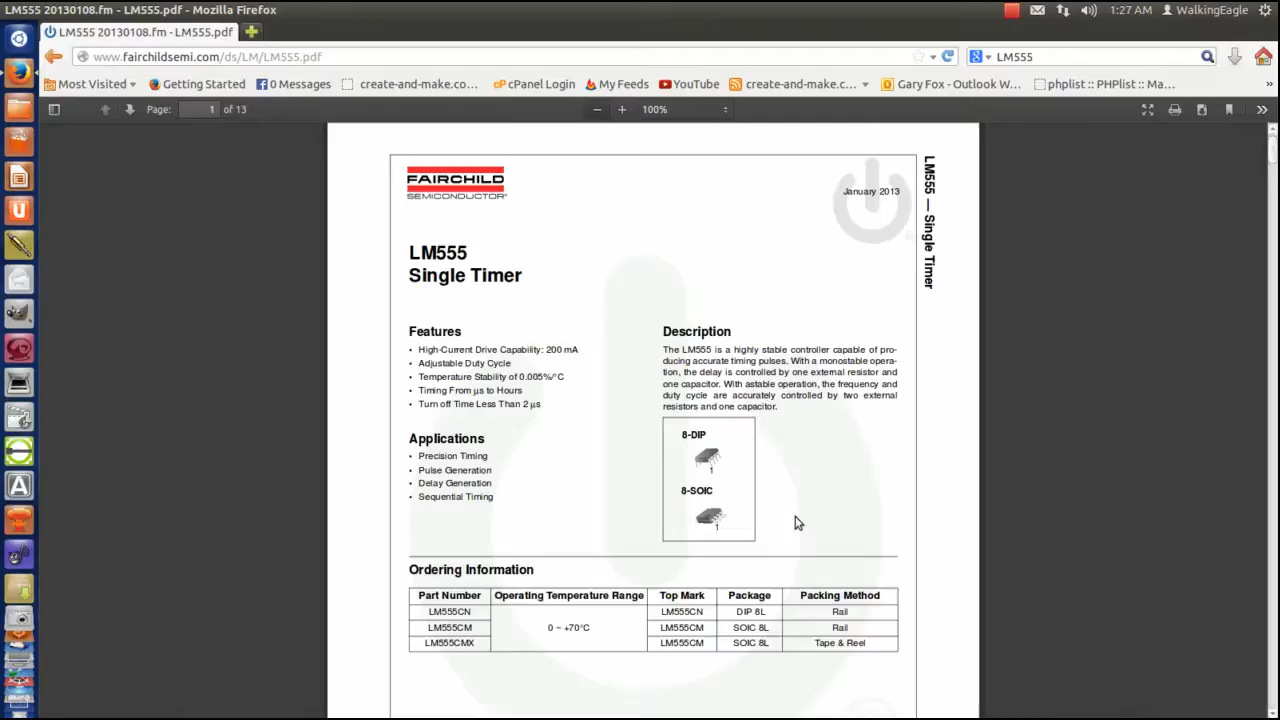 LM555 20130108.fm - LM555.pdf - Mozilla Firefox
1:27 AM
WalkingEagle
LM555 20130108.fm - LM555.pdf
www.fairchildsemi.com/ds/LM/LM555.pdf
LM555
Most Visited
Getting Started
0 Messages
create-and-make.co...
cPanel Login
My Feeds
YouTube
create-and-make.c...
Gary Fox - Outlook W...
phplist :: PHPlist :: Ma...
Page: 1 of 13
100%
FAIRCHILD
SEMICONDUCTOR®
January 2013
LM555 — Single Timer
LM555
Single Timer
Features
• High-Current Drive Capability: 200 mA
• Adjustable Duty Cycle
• Temperature Stability of 0.005%/°C
• Timing From μs to Hours
• Turn off Time Less Than 2 μs
Applications
• Precision Timing
• Pulse Generation
• Delay Generation
• Sequential Timing
Description
The LM555 is a highly stable controller capable of pro-
ducing accurate timing pulses. With a monostable opera-
tion, the delay is controlled by one external resistor and
one capacitor. With astable operation, the frequency and
duty cycle are accurately controlled by two external
resistors and one capacitor.
8-DIP
1
8-SOIC
1
Ordering Information
Part Number Operating Temperature Range Top Mark Package Packing Method
LM555CN 0 ~ +70°C LM555CN DIP 8L Rail
LM555CM LM555CM SOIC 8L Rail
LM555CMX LM555CM SOIC 8L Tape & Reel